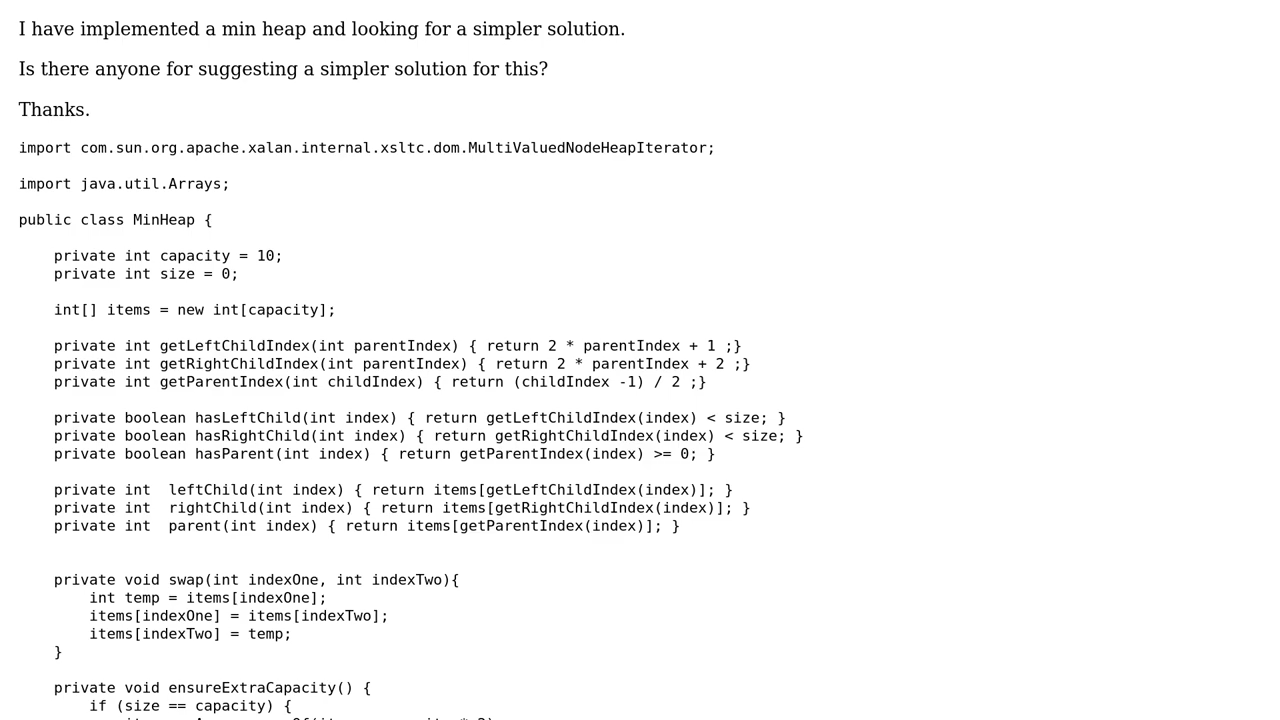 I have implemented a min heap and looking for a simpler solution.
Is there anyone for suggesting a simpler solution for this?
Thanks.
import com.sun.org.apache.xalan.internal.xsltc.dom.MultiValuedNodeHeapIterator;
import java.util.Arrays;
public class MinHeap {
    private int capacity = 10;
    private int size = 0;
    int[] items = new int[capacity];
    private int getLeftChildIndex(int parentIndex) { return 2 * parentIndex + 1 ;}
    private int getRightChildIndex(int parentIndex) { return 2 * parentIndex + 2 ;}
    private int getParentIndex(int childIndex) { return (childIndex -1) / 2 ;}
    private boolean hasLeftChild(int index) { return getLeftChildIndex(index) < size; }
    private boolean hasRightChild(int index) { return getRightChildIndex(index) < size; }
    private boolean hasParent(int index) { return getParentIndex(index) >= 0; }
    private int  leftChild(int index) { return items[getLeftChildIndex(index)]; }
    private int  rightChild(int index) { return items[getRightChildIndex(index)]; }
    private int  parent(int index) { return items[getParentIndex(index)]; }
    private void swap(int indexOne, int indexTwo){
        int temp = items[indexOne];
        items[indexOne] = items[indexTwo];
        items[indexTwo] = temp;
    }
    private void ensureExtraCapacity() {
        if (size == capacity) {